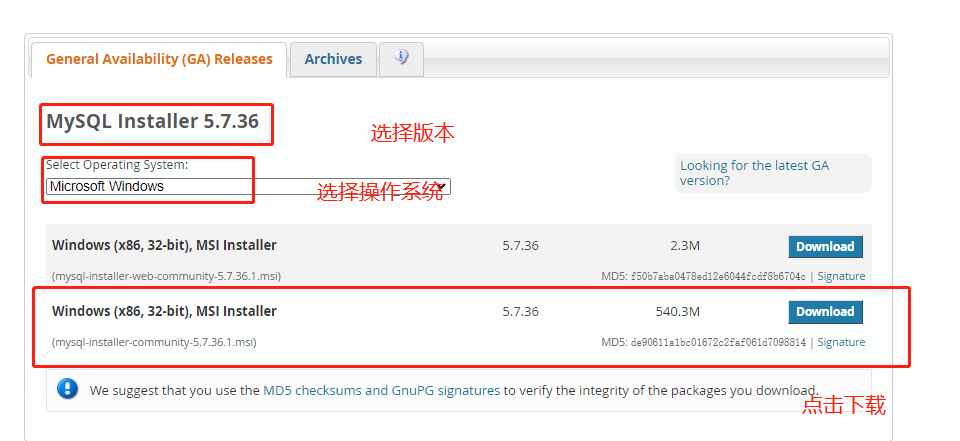 General Availability (GA) Releases
Archives
MySQL Installer 5.7.36
选择版本
Select Operating System:
Looking for the latest GA
version?
Microsoft Windows
选择操作系统
Windows (x86, 32-bit), MSI Installer 5.7.36 2.3M Download
(mysql-installer-web-community-5.7.36.1.msi) MD5: f50b7aba0478ed12e6044fcdf8b6704c | Signature
Windows (x86, 32-bit), MSI Installer 5.7.36 540.3M Download
(mysql-installer-community-5.7.36.1.msi) MD5: de90611a1bc01672c2faf061d7098814 | Signature
We suggest that you use the MD5 checksums and GnuPG signatures to verify the integrity of the packages you download.
点击下载